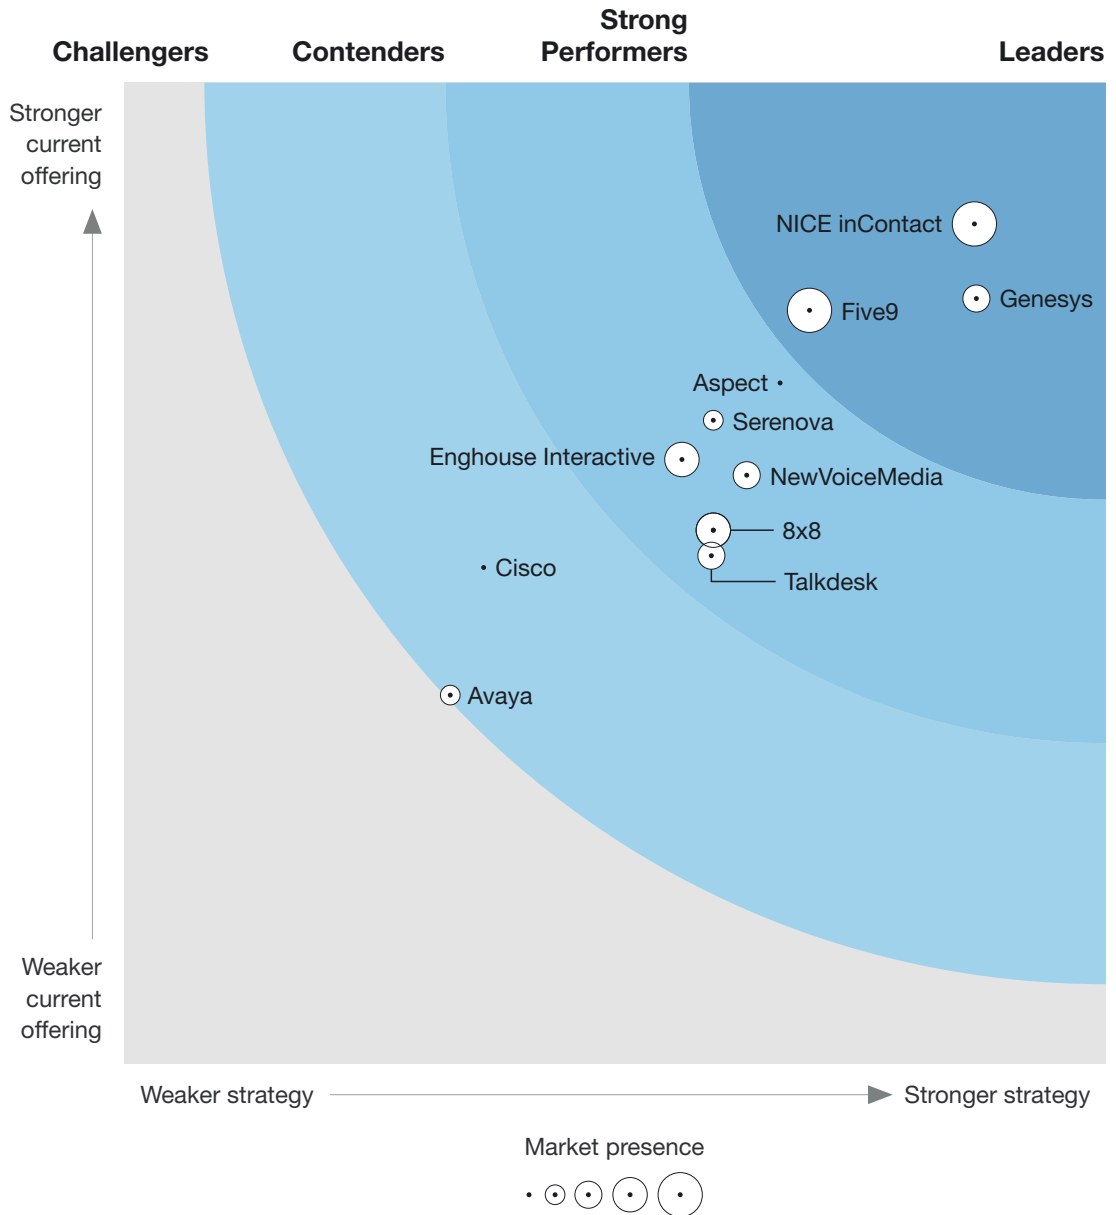 Challengers
Contenders
Strong
Performers
Leaders
Stronger
current
offering
NICE inContact
Genesys
Five9
Aspect
Serenova
Enghouse Interactive
NewVoiceMedia
8x8
Cisco
Talkdesk
Avaya
Weaker
current
offering
Weaker strategy
Stronger strategy
Market presence